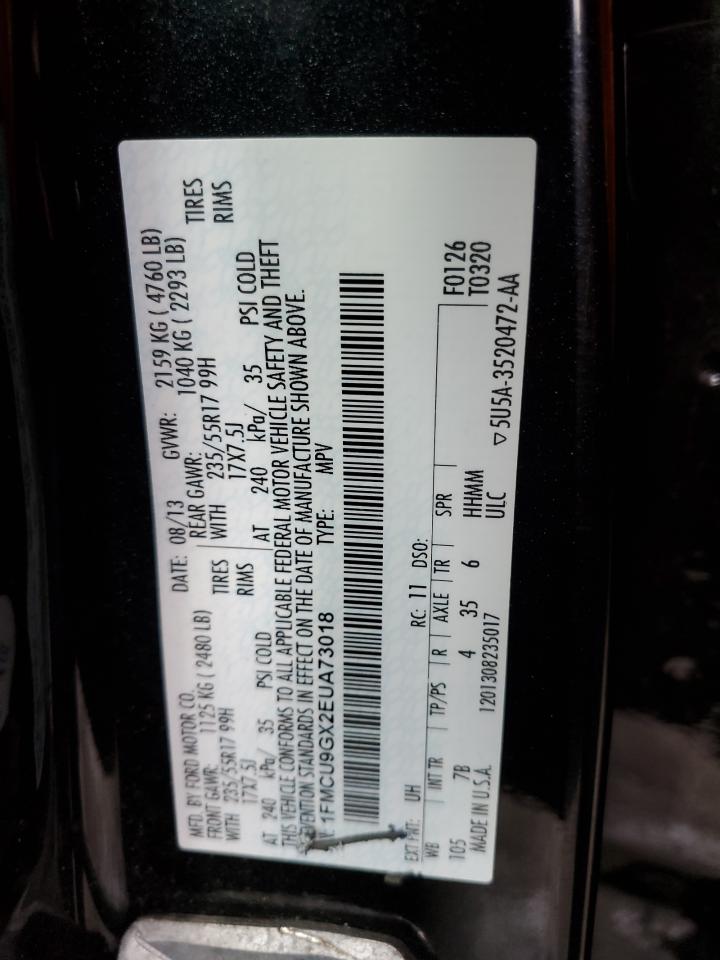 MFD. BY FORD MOTOR CO.
DATE: 08/13 GVWR: 2159 KG ( 4760 LB)
FRONT GAWR: 1125 KG ( 2480 LB) REAR GAWR: 1040 KG ( 2293 LB)
WITH 235/55R17 99H TIRES WITH 235/55R17 99H TIRES
17X7.5J RIMS 17X7.5J RIMS
AT 240 kPa/ 35 PSI COLD AT 240 kPa/ 35 PSI COLD
THIS VEHICLE CONFORMS TO ALL APPLICABLE FEDERAL MOTOR VEHICLE SAFETY AND THEFT
STANDARDS IN EFFECT ON THE DATE OF MANUFACTURE SHOWN ABOVE.
1FMCU9GX2EUA73018 TYPE: MPV
EXT PNT: UH RC: 11 DSO:
WB INT TR TP/PS R AXLE TR SPR F0126
105 7B 4 35 6 HHMM T0320
MADE IN U.S.A. 1201308235017 ULC
▽5U5A-3520472-AA